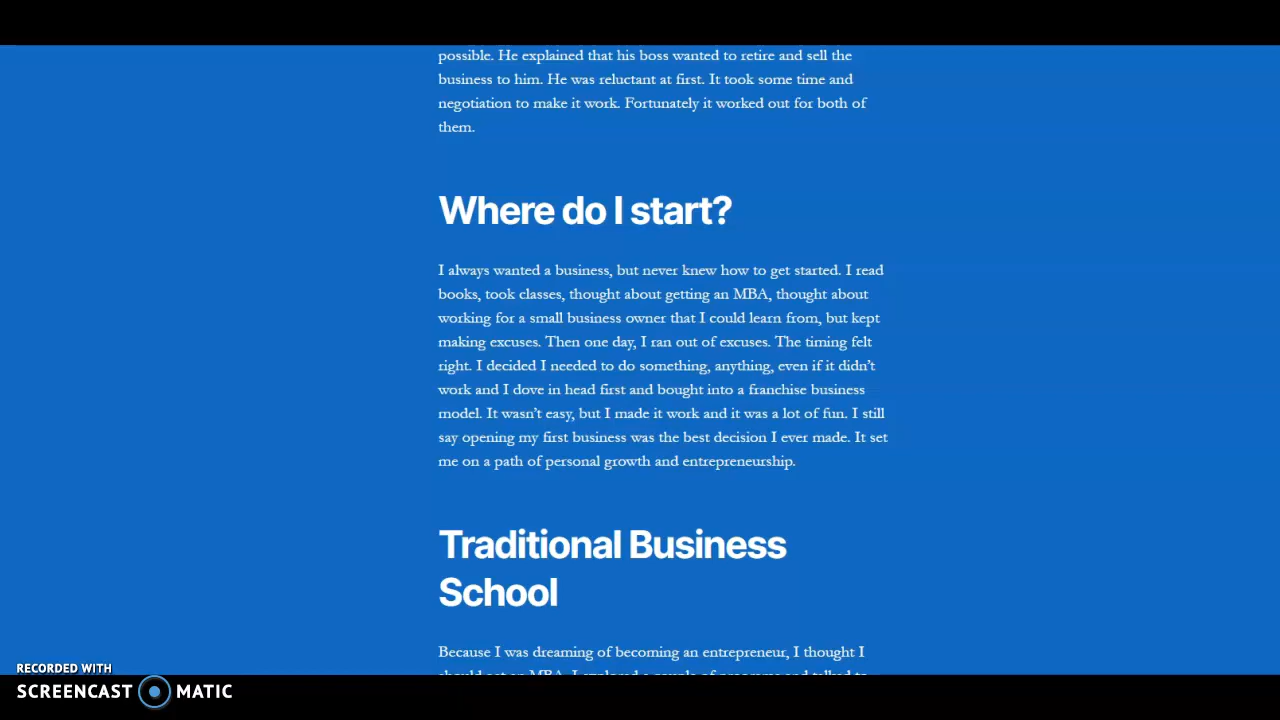 possible. He explained that his boss wanted to retire and sell the
business to him. He was reluctant at first. It took some time and
negotiation to make it work. Fortunately it worked out for both of
them.
Where do I start?
I always wanted a business, but never knew how to get started. I read
books, took classes, thought about getting an MBA, thought about
working for a small business owner that I could learn from, but kept
making excuses. Then one day, I ran out of excuses. The timing felt
right. I decided I needed to do something, anything, even if it didn’t
work and I dove in head first and bought into a franchise business
model. It wasn’t easy, but I made it work and it was a lot of fun. I still
say opening my first business was the best decision I ever made. It set
me on a path of personal growth and entrepreneurship.
Traditional Business
School
Because I was dreaming of becoming an entrepreneur, I thought I
RECORDED WITH
SCREENCAST MATIC